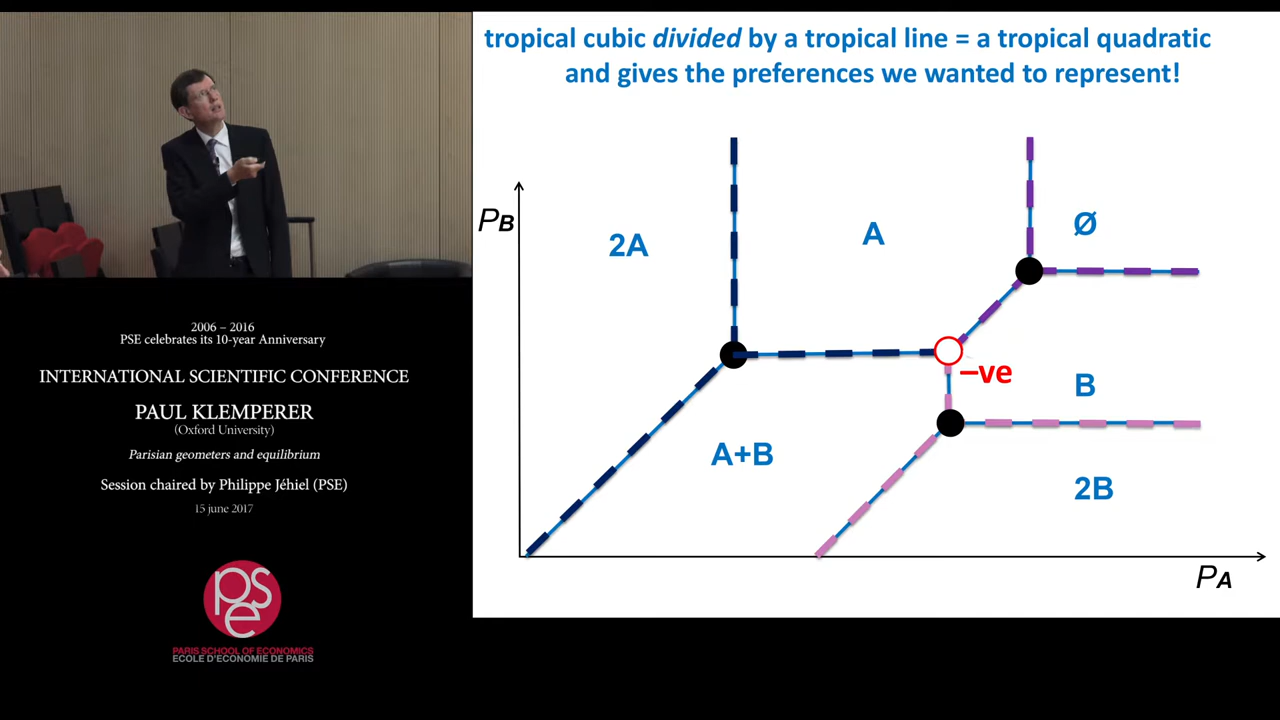 tropical cubic divided by a tropical line = a tropical quadratic
and gives the preferences we wanted to represent!
PB
2A
A
Ø
–ve
B
A+B
2B
PA
2006 – 2016
PSE celebrates its 10-year Anniversary
INTERNATIONAL SCIENTIFIC CONFERENCE
PAUL KLEMPERER
(Oxford University)
Parisian geometers and equilibrium
Session chaired by Philippe Jéhiel (PSE)
15 june 2017
pse
PARIS SCHOOL OF ECONOMICS
ECOLE D'ECONOMIE DE PARIS